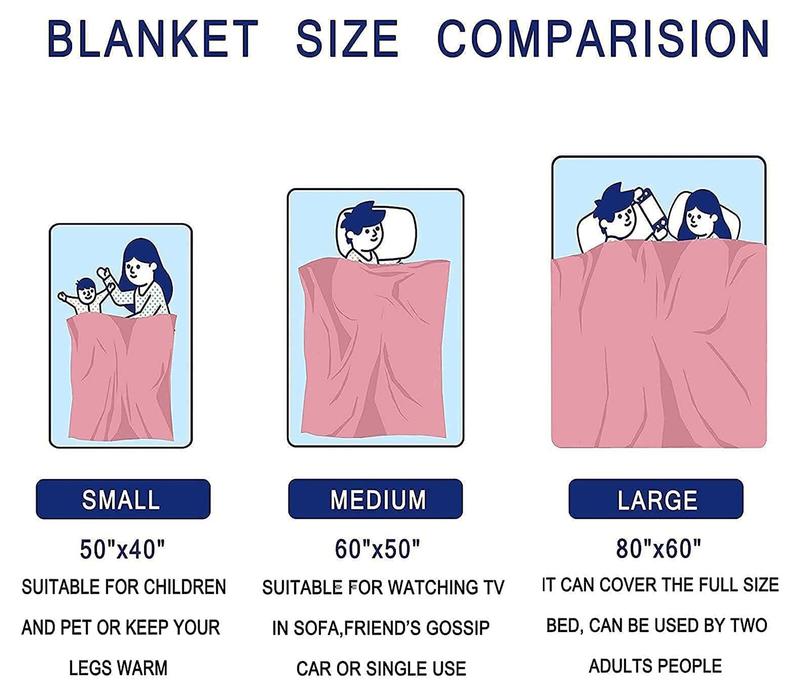 BLANKET SIZE COMPARISION
SMALL
50"x40"
SUITABLE FOR CHILDREN
AND PET OR KEEP YOUR
LEGS WARM
MEDIUM
60"x50"
SUITABLE FOR WATCHING TV
IN SOFA,FRIEND'S GOSSIP
CAR OR SINGLE USE
LARGE
80"x60"
IT CAN COVER THE FULL SIZE
BED, CAN BE USED BY TWO
ADULTS PEOPLE